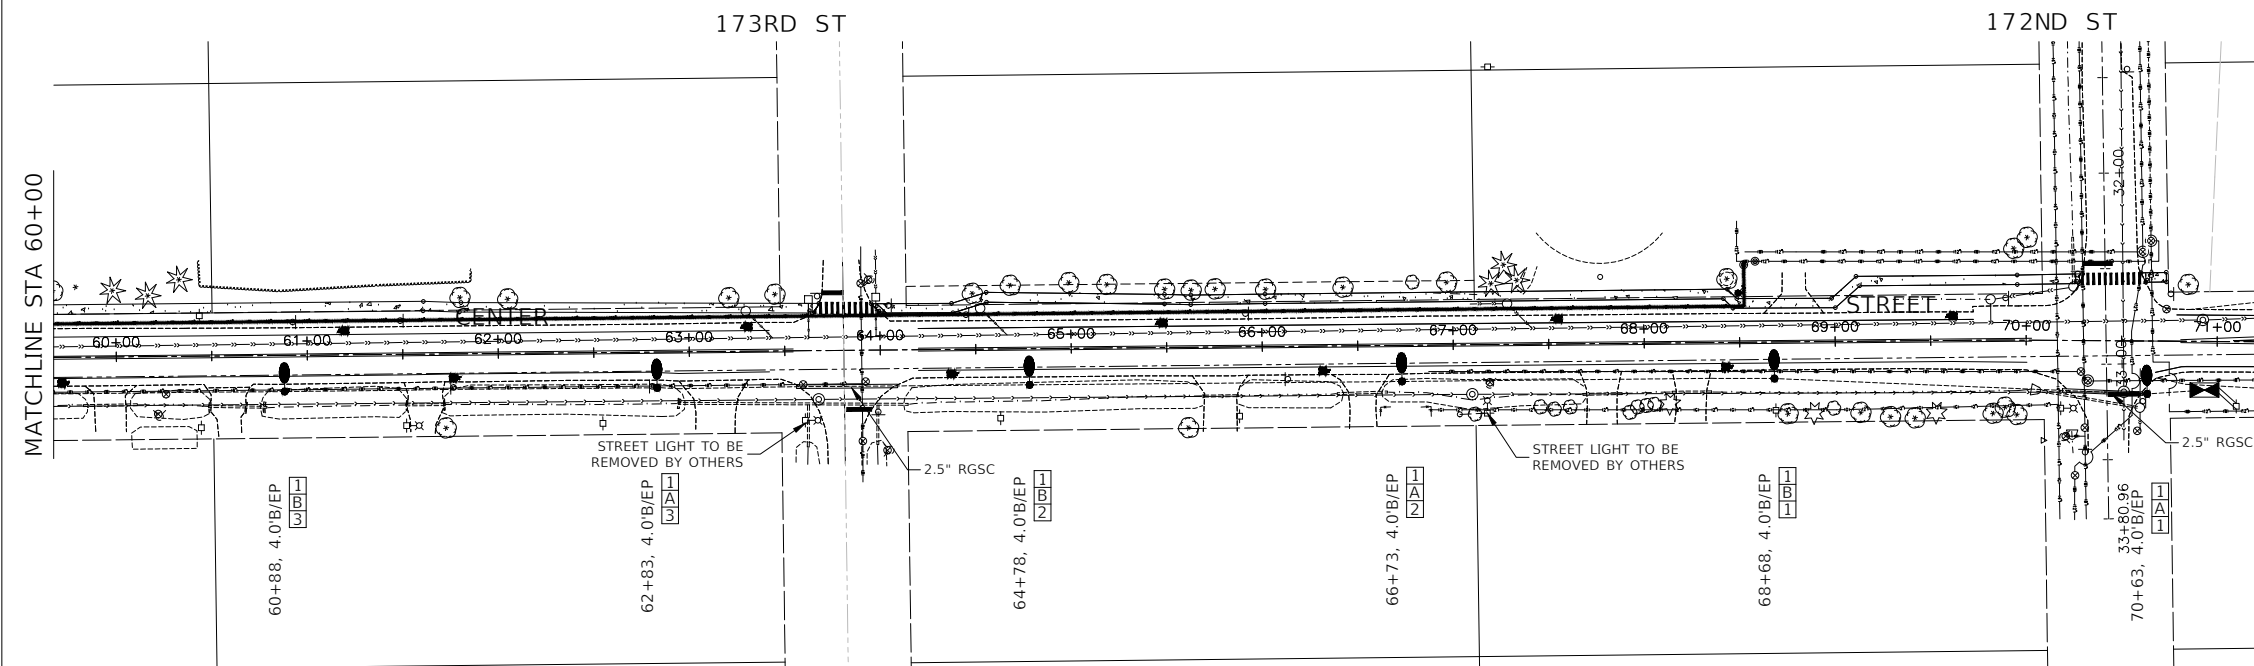 173RD ST
172ND ST
MATCHLINE STA 60+00
CENTER
STREET
60+00
61+00
62+00
63+00
64+00
65+00
66+00
67+00
68+00
69+00
70+00
71+00
32+00
33+00
STREET LIGHT TO BE
REMOVED BY OTHERS
2.5" RGSC
STREET LIGHT TO BE
REMOVED BY OTHERS
2.5" RGSC
60+88, 4.0'B/EP
1
B
3
62+83, 4.0'B/EP
1
A
3
64+78, 4.0'B/EP
1
B
2
66+73, 4.0'B/EP
1
A
2
68+68, 4.0'B/EP
1
B
1
33+80.96
70+63, 4.0'B/EP
1
A
1